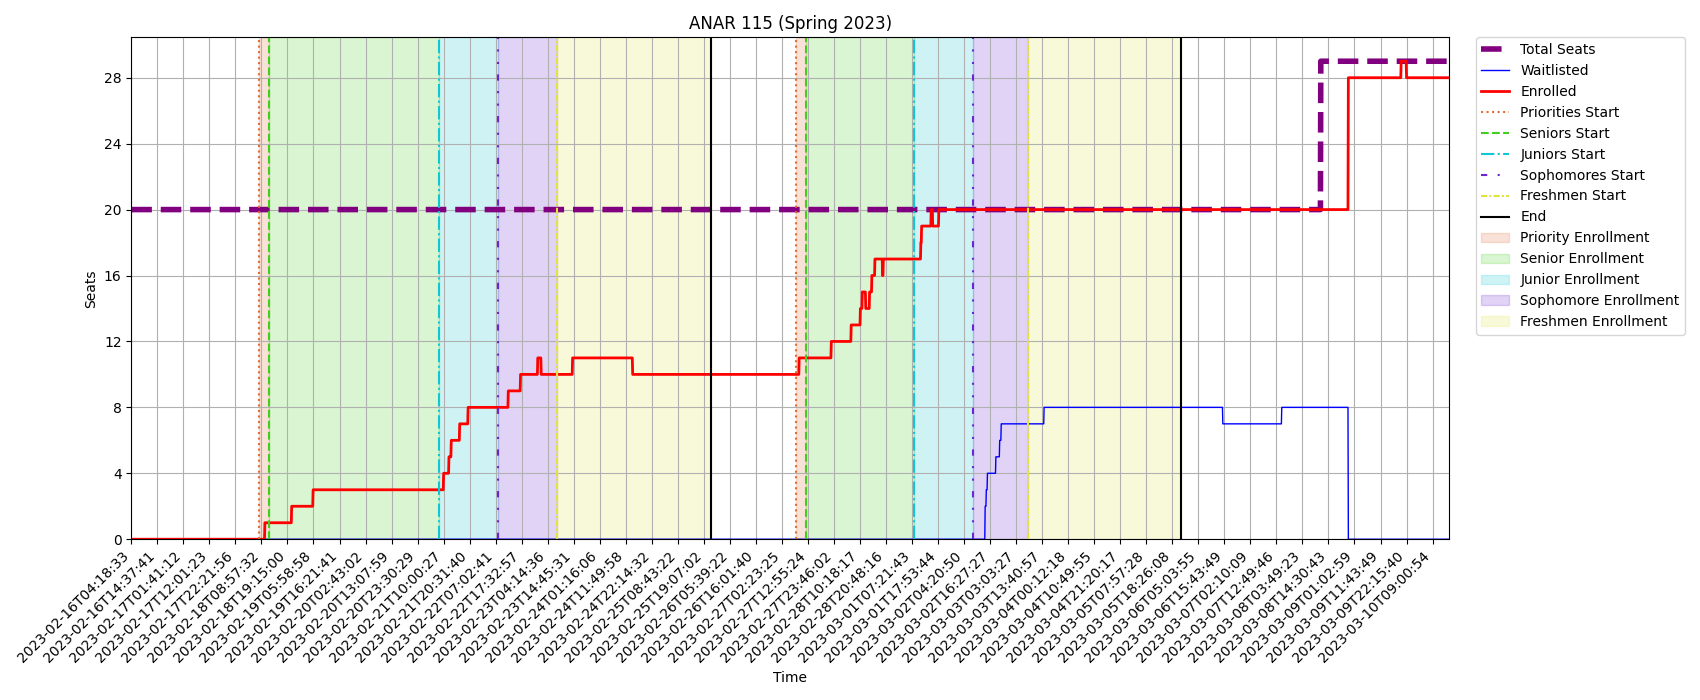 ANAR 115 (Spring 2023)
Seats
28
24
20
16
12
8
4
0
2023-02-16T04:18:33
2023-02-16T14:37:41
2023-02-17T01:41:12
2023-02-17T12:01:23
2023-02-17T22:21:56
2023-02-18T08:57:32
2023-02-18T19:15:00
2023-02-19T05:58:58
2023-02-19T16:21:41
2023-02-20T02:43:02
2023-02-20T13:07:59
2023-02-20T23:30:29
2023-02-21T10:00:27
2023-02-21T20:31:40
2023-02-22T07:02:41
2023-02-22T17:32:57
2023-02-23T04:14:36
2023-02-23T14:45:31
2023-02-24T01:16:06
2023-02-24T11:49:58
2023-02-24T22:14:32
2023-02-25T08:43:22
2023-02-25T19:07:02
2023-02-26T05:39:22
2023-02-26T16:01:40
2023-02-27T02:23:25
2023-02-27T12:55:24
2023-02-27T23:46:02
2023-02-28T10:18:17
2023-02-28T20:48:16
2023-03-01T07:21:43
2023-03-01T17:53:44
2023-03-02T04:20:50
2023-03-02T16:27:27
2023-03-03T03:03:27
2023-03-03T13:40:57
2023-03-04T00:12:18
2023-03-04T10:49:55
2023-03-04T21:20:17
2023-03-05T07:57:28
2023-03-05T18:26:08
2023-03-06T05:03:55
2023-03-06T15:43:49
2023-03-07T02:10:09
2023-03-07T12:49:46
2023-03-08T03:49:23
2023-03-08T14:30:43
2023-03-09T01:02:59
2023-03-09T11:43:49
2023-03-09T22:15:40
2023-03-10T09:00:54
Time
Total Seats
Waitlisted
Enrolled
Priorities Start
Seniors Start
Juniors Start
Sophomores Start
Freshmen Start
End
Priority Enrollment
Senior Enrollment
Junior Enrollment
Sophomore Enrollment
Freshmen Enrollment